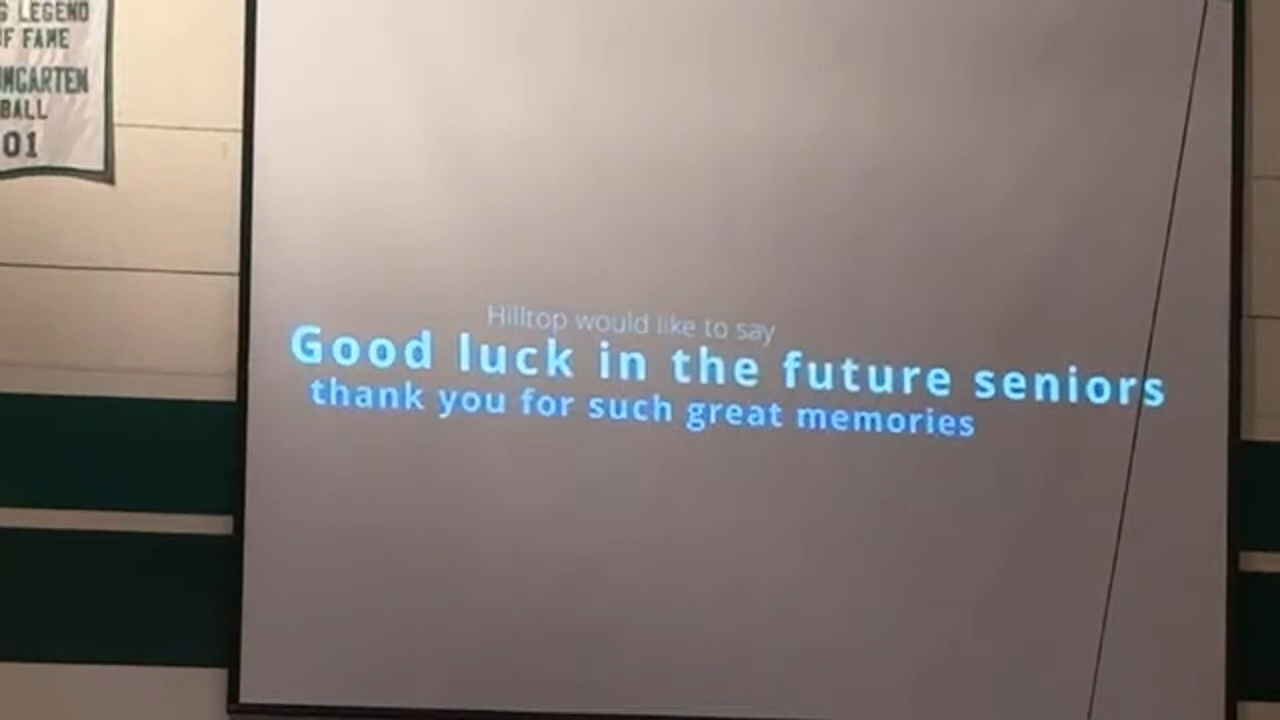 LEGEND
FAME
BALL
01
Hilltop would like to say
Good luck in the future seniors
thank you for such great memories